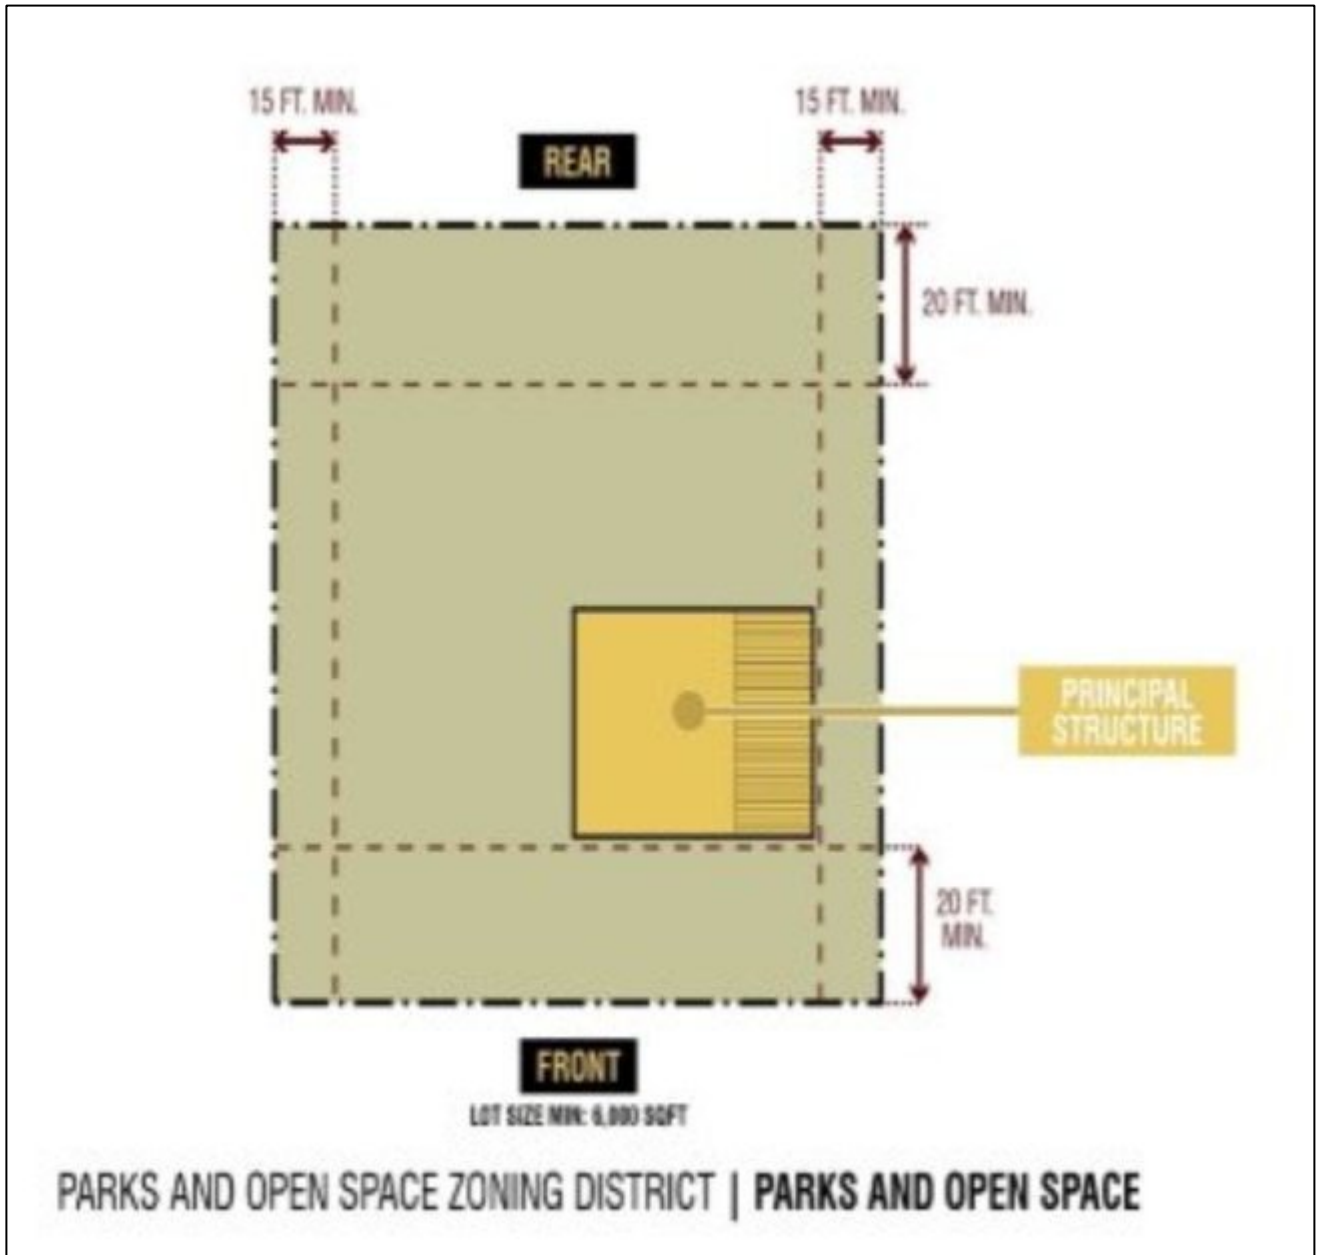 15 FT. MIN.
15 FT. MIN.
REAR
20 FT. MIN.
PRINCIPAL
STRUCTURE
20 FT.
MIN.
FRONT
LOT SIZE MIN: 6,000 SQFT
PARKS AND OPEN SPACE ZONING DISTRICT | PARKS AND OPEN SPACE